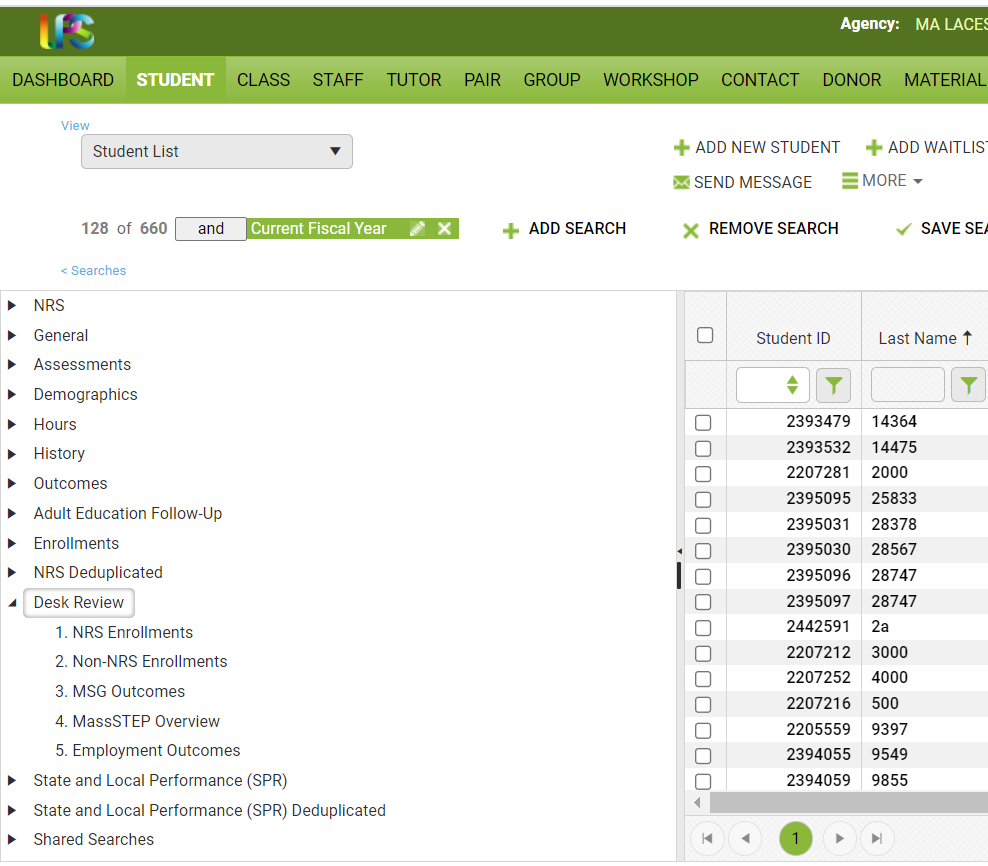 LPS
Agency: MA LACES
DASHBOARD STUDENT CLASS STAFF TUTOR PAIR GROUP WORKSHOP CONTACT DONOR MATERIAL
View
Student List
ADD NEW STUDENT ADD WAITLIST
SEND MESSAGE MORE
128 of 660 and Current Fiscal Year ADD SEARCH REMOVE SEARCH SAVE SEA
< Searches
NRS
General
Assessments
Demographics
Hours
History
Outcomes
Adult Education Follow-Up
Enrollments
NRS Deduplicated
Desk Review
1. NRS Enrollments
2. Non-NRS Enrollments
3. MSG Outcomes
4. MassSTEP Overview
5. Employment Outcomes
State and Local Performance (SPR)
State and Local Performance (SPR) Deduplicated
Shared Searches
Student ID Last Name ↑
2393479 14364
2393532 14475
2207281 2000
2395095 25833
2395031 28378
2395030 28567
2395096 28747
2395097 28747
2442591 2a
2207212 3000
2207252 4000
2207216 500
2205559 9397
2394055 9549
2394059 9855
1